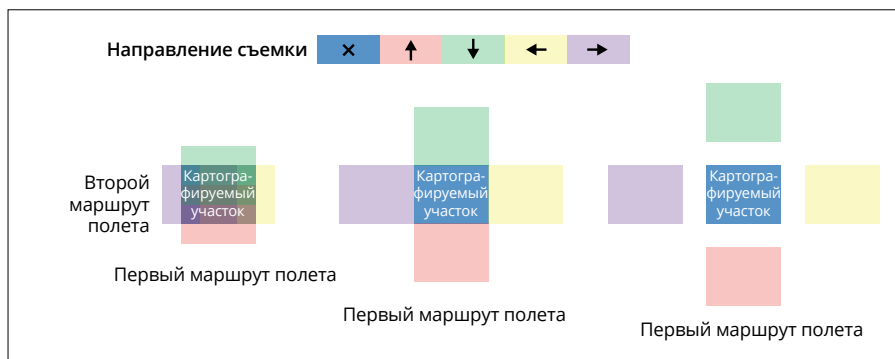 Направление съемки
Второй
маршрут
полета
Картогра-
фируемый
участок
Первый маршрут полета
Картогра-
фируемый
участок
Первый маршрут полета
Картогра-
фируемый
участок
Первый маршрут полета